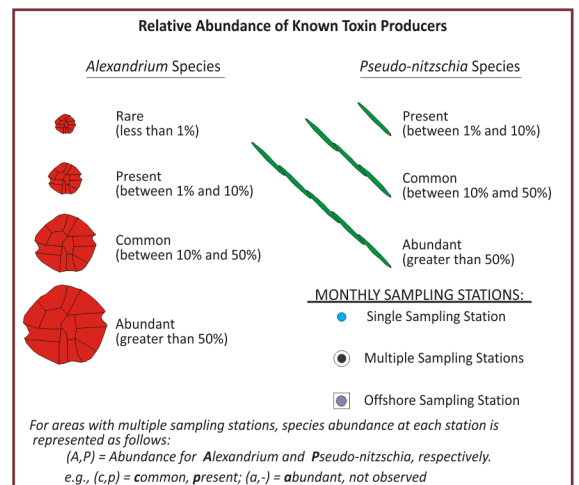 Relative Abundance of Known Toxin Producers
Alexandrium Species
Rare
(less than 1%)
Present
(between 1% and 10%)
Common
(between 10% and 50%)
Abundant
(greater than 50%)
Pseudo-nitzschia Species
Present
(between 1% and 10%)
Common
(between 10% amd 50%)
Abundant
(greater than 50%)
MONTHLY SAMPLING STATIONS:
Single Sampling Station
Multiple Sampling Stations
Offshore Sampling Station
For areas with multiple sampling stations, species abundance at each station is
represented as follows:
(A,P) = Abundance for Alexandrium and Pseudo-nitzschia, respectively.
e.g., (c,p) = common, present; (a,-) = abundant, not observed